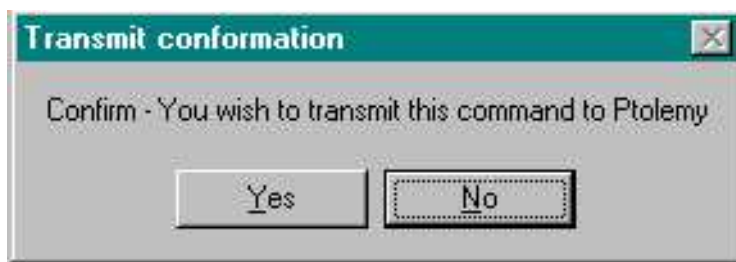 Transmit conformation
Confirm - You wish to transmit this command to Ptolemy
Yes
No